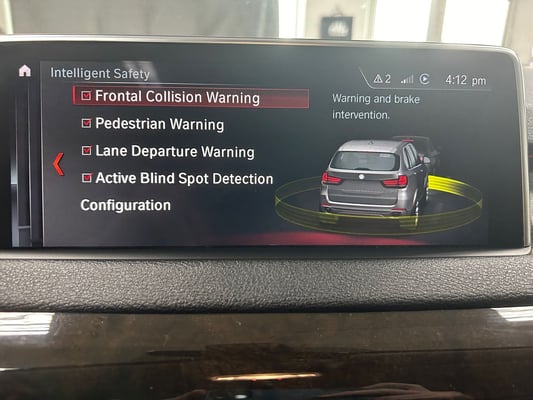 Intelligent Safety
2
4:12 pm
Frontal Collision Warning
Pedestrian Warning
Lane Departure Warning
Active Blind Spot Detection
Configuration
Warning and brake
intervention.